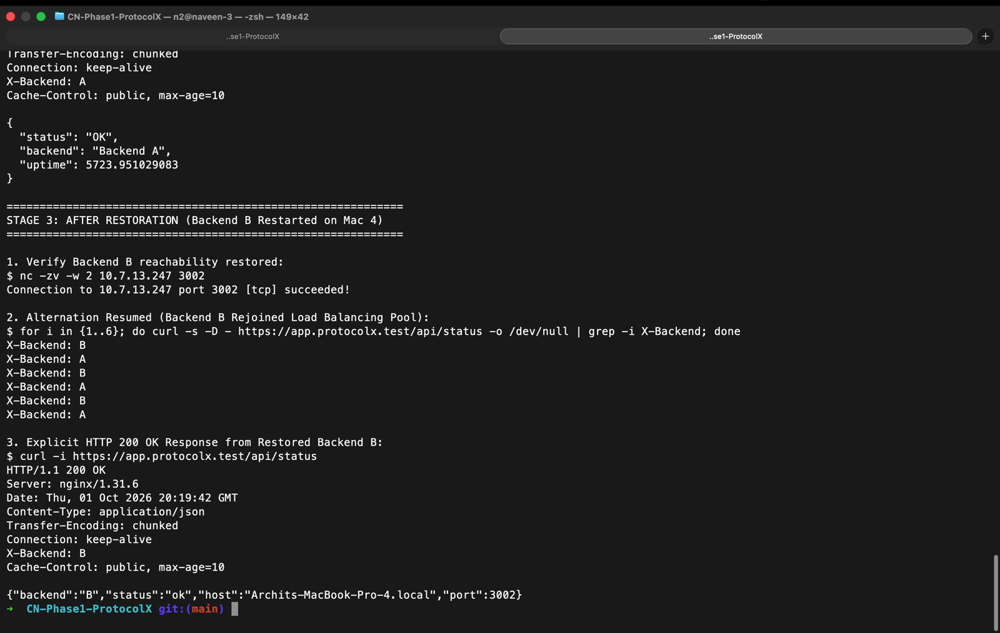 CN-Phase1-ProtocolX — n2@naveen-3 — -zsh — 149×42
..se1-ProtocolX
..se1-ProtocolX
Transfer-Encoding: chunked
Connection: keep-alive
X-Backend: A
Cache-Control: public, max-age=10
{
"status": "OK",
"backend": "Backend A",
"uptime": 5723.951029083
}
============================================================
STAGE 3: AFTER RESTORATION (Backend B Restarted on Mac 4)
============================================================
1. Verify Backend B reachability restored:
$ nc -zv -w 2 10.7.13.247 3002
Connection to 10.7.13.247 port 3002 [tcp] succeeded!
2. Alternation Resumed (Backend B Rejoined Load Balancing Pool):
$ for i in {1..6}; do curl -s -D - https://app.protocolx.test/api/status -o /dev/null | grep -i X-Backend; done
X-Backend: B
X-Backend: A
X-Backend: B
X-Backend: A
X-Backend: B
X-Backend: A
3. Explicit HTTP 200 OK Response from Restored Backend B:
$ curl -i https://app.protocolx.test/api/status
HTTP/1.1 200 OK
Server: nginx/1.31.6
Date: Thu, 01 Oct 2026 20:19:42 GMT
Content-Type: application/json
Transfer-Encoding: chunked
Connection: keep-alive
X-Backend: B
Cache-Control: public, max-age=10
{"backend":"B","status":"ok","host":"Archits-MacBook-Pro-4.local","port":3002}
➜ CN-Phase1-ProtocolX git:(main)